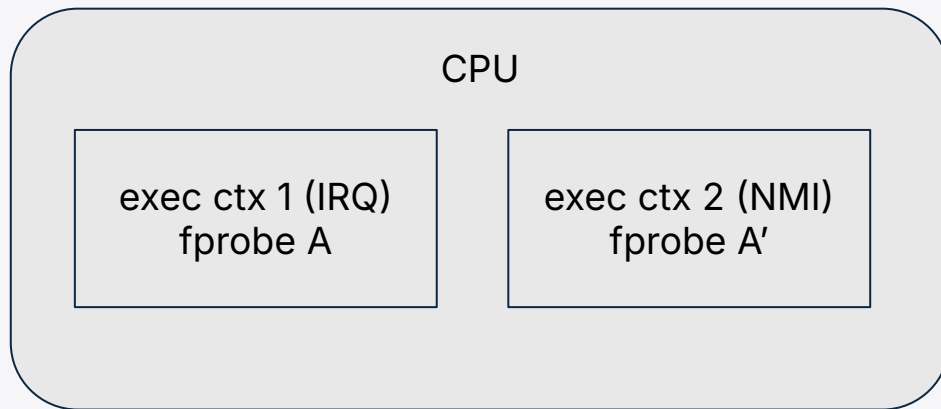 CPU
exec ctx 1 (IRQ)
fprobe A
exec ctx 2 (NMI)
fprobe A’